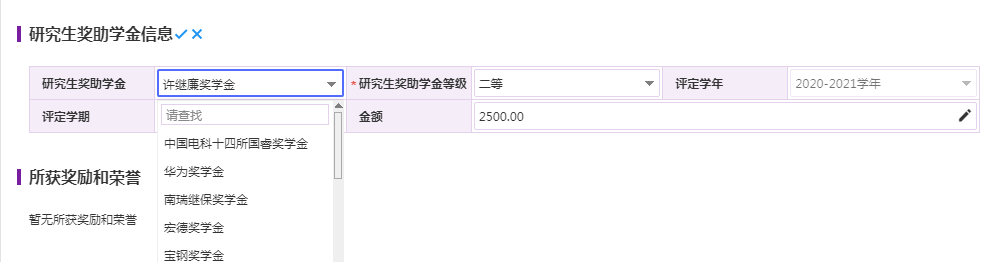 研究生奖助学金信息
研究生奖助学金 许继廉奖学金 *研究生奖助学金等级 二等 评定学年 2020-2021学年
评定学期 金额 2500.00
请查找
中国电科十四所国睿奖学金
华为奖学金
南瑞继保奖学金
宏德奖学金
宝钢奖学金
所获奖励和荣誉
暂无所获奖励和荣誉